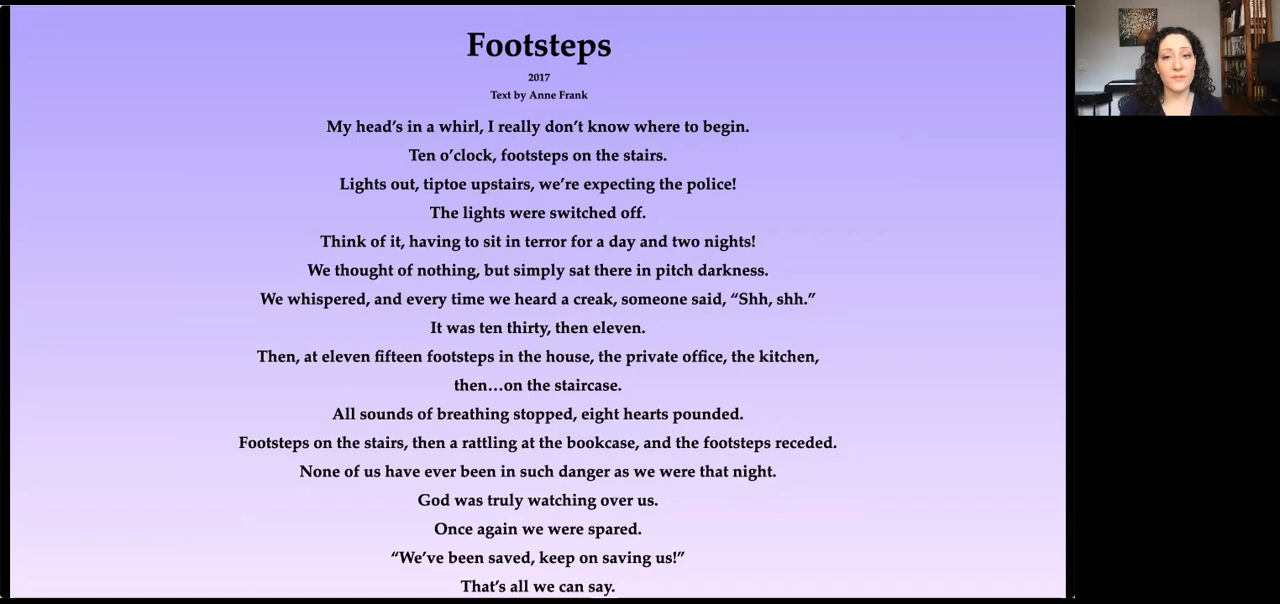 Footsteps
2017
Text by Anne Frank
My head’s in a whirl, I really don’t know where to begin.
Ten o’clock, footsteps on the stairs.
Lights out, tiptoe upstairs, we’re expecting the police!
The lights were switched off.
Think of it, having to sit in terror for a day and two nights!
We thought of nothing, but simply sat there in pitch darkness.
We whispered, and every time we heard a creak, someone said, “Shh, shh.”
It was ten thirty, then eleven.
Then, at eleven fifteen footsteps in the house, the private office, the kitchen,
then…on the staircase.
All sounds of breathing stopped, eight hearts pounded.
Footsteps on the stairs, then a rattling at the bookcase, and the footsteps receded.
None of us have ever been in such danger as we were that night.
God was truly watching over us.
Once again we were spared.
“We’ve been saved, keep on saving us!”
That’s all we can say.